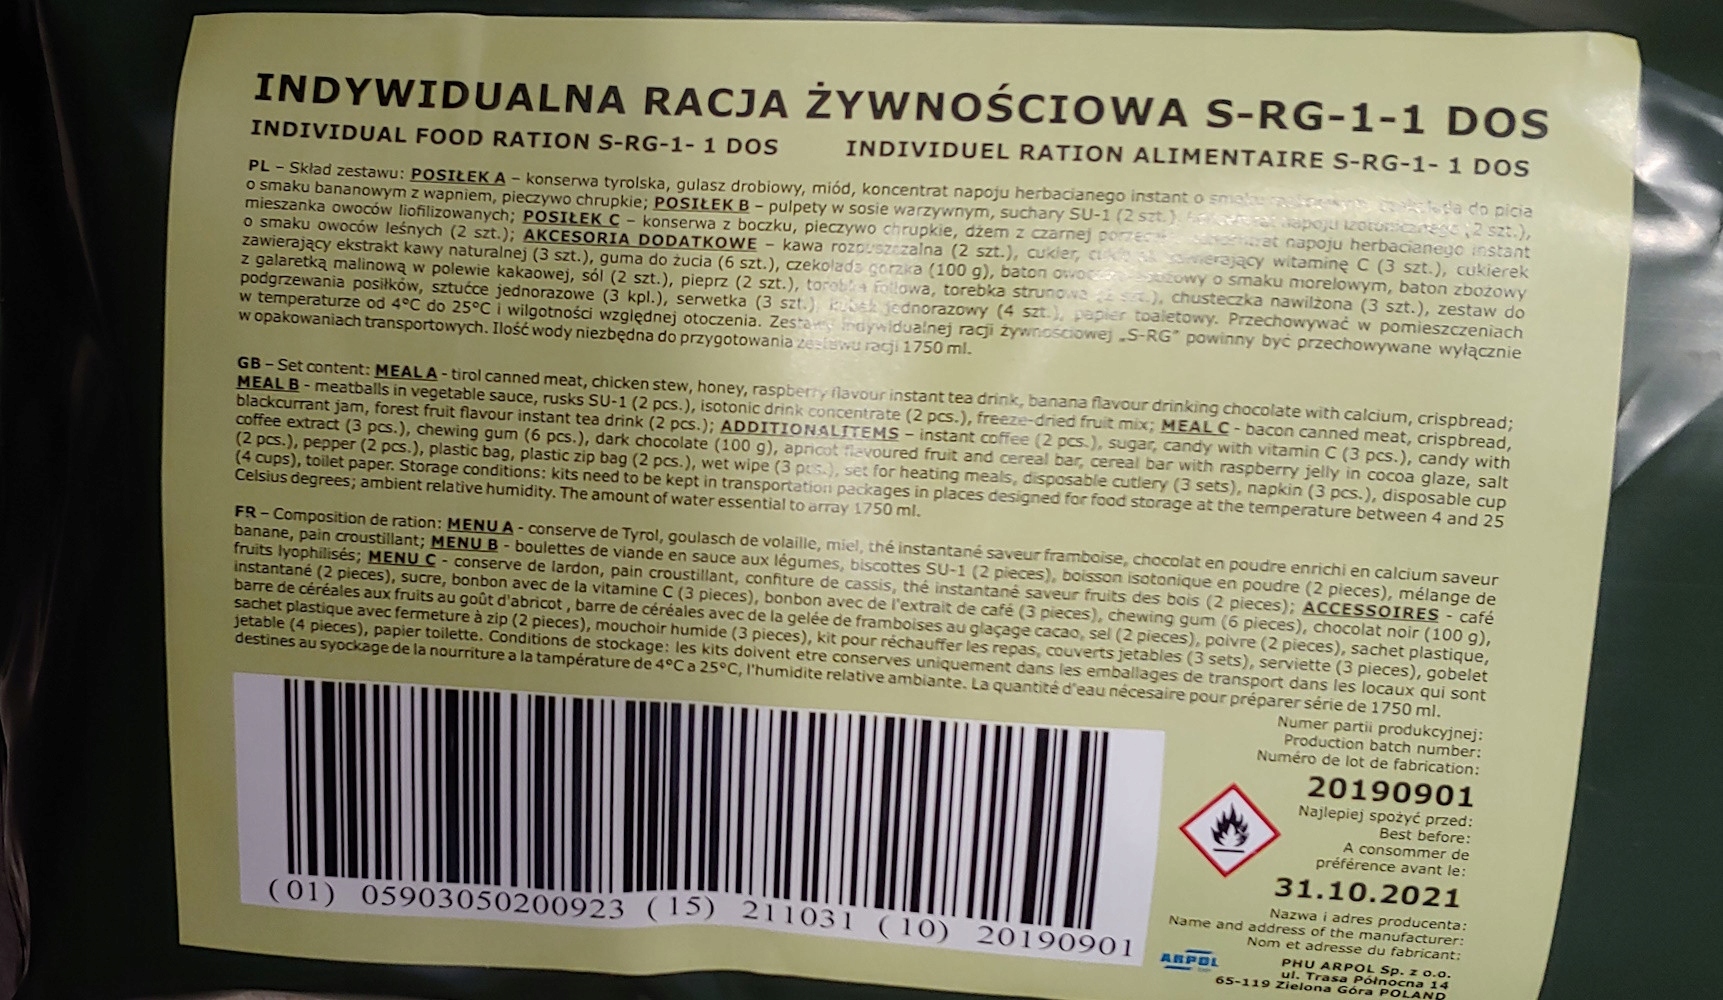 INDYWIDUALNA RACJA ŻYWNOŚCIOWA S-RG-1-1 DOS
INDIVIDUAL FOOD RATION S-RG-1- 1 DOS INDIVIDUEL RATION ALIMENTAIRE S-RG-1- 1 DOS
PL – Skład zestawu: POSIŁEK A – konserwa tyrolska, gulasz drobiowy, miód, koncentrat napoju herbacianego instant o smaku do picia
o smaku bananowym z wapniem, pieczywo chrupkie; POSIŁEK B – pulpety w sosie warzywnym, suchary SU-1 (2 szt.) napoju izotonicznego (2 szt.),
mieszanka owoców liofilizowanych; POSIŁEK C – konserwa z boczku, pieczywo chrupkie, dżem z czarnej napoju herbacianego instant
o smaku owoców leśnych (2 szt.); AKCESORIA DODATKOWE – kawa rozpuszczalna (2 szt.), cukier, zawierający witaminę C (3 szt.), cukierek
zawierający ekstrakt kawy naturalnej (3 szt.), guma do żucia (6 szt.), czekolada gorzka (100 g), baton o smaku morelowym, baton zbożowy
z galaretką malinową w polewie kakaowej, sól (2 szt.), pieprz (2 szt.), torebka foliowa, torebka strunowa (2 szt.), chusteczka nawilżona (3 szt.), zestaw do
podgrzewania posiłków, sztućce jednorazowe (3 kpl.), serwetka (3 szt.), kubek jednorazowy (4 szt.), papier toaletowy. Przechowywać w pomieszczeniach
w temperaturze od 4°C do 25°C i wilgotności względnej otoczenia. Zestawy indywidualnej racji żywnościowej „S-RG” powinny być przechowywane wyłącznie
w opakowaniach transportowych. Ilość wody niezbędna do przygotowania zestawu racji 1750 ml.
GB – Set content: MEAL A - tirol canned meat, chicken stew, honey, raspberry flavour instant tea drink, banana flavour drinking chocolate with calcium, crispbread;
MEAL B - meatballs in vegetable sauce, rusks SU-1 (2 pcs.), isotonic drink concentrate (2 pcs.), freeze-dried fruit mix; MEAL C - bacon canned meat, crispbread,
blackcurrant jam, forest fruit flavour instant tea drink (2 pcs.); ADDITIONALITEMS – instant coffee (2 pcs.), sugar, candy with vitamin C (3 pcs.), candy with
coffee extract (3 pcs.), chewing gum (6 pcs.), dark chocolate (100 g), apricot flavoured fruit and cereal bar, cereal bar with raspberry jelly in cocoa glaze, salt
(2 pcs.), pepper (2 pcs.), plastic bag, plastic zip bag (2 pcs.), wet wipe (3 pcs.), set for heating meals, disposable cutlery (3 sets), napkin (3 pcs.), disposable cup
(4 cups), toilet paper. Storage conditions: kits need to be kept in transportation packages in places designed for food storage at the temperature between 4 and 25
Celsius degrees; ambient relative humidity. The amount of water essential to array 1750 ml.
FR – Composition de ration: MENU A - conserve de Tyrol, goulasch de volaille, miel, thé instantané saveur framboise, chocolat en poudre enrichi en calcium saveur
banane, pain croustillant; MENU B - boulettes de viande en sauce aux légumes, biscottes SU-1 (2 pieces), boisson isotonique en poudre (2 pieces), mélange de
fruits lyophilisés; MENU C - conserve de lardon, pain croustillant, confiture de cassis, thé instantané saveur fruits des bois (2 pieces); ACCESSOIRES - café
instantané (2 pieces), sucre, bonbon avec de la vitamine C (3 pieces), bonbon avec de l'extrait de café (3 pieces), chewing gum (6 pieces), chocolat noir (100 g),
barre de céréales aux fruits au goût d'abricot , barre de céréales avec de la gelée de framboises au glaçage cacao, sel (2 pieces), poivre (2 pieces), sachet plastique,
sachet plastique avec fermeture à zip (2 pieces), mouchoir humide (3 pieces), kit pour réchauffer les repas, couverts jetables (3 sets), serviette (3 pieces), gobelet
jetable (4 pieces), papier toilette. Conditions de stockage: les kits doivent etre conserves uniquement dans les emballages de transport dans les locaux qui sont
destines au syockage de la nourriture a la tampérature de 4°C a 25°C, l'humidite relative ambiante. La quantité d'eau nécesaire pour préparer série de 1750 ml.
Numer partii produkcyjnej:
Production batch number:
Numéro de lot de fabrication:
20190901
Najlepiej spożyć przed:
Best before:
A consommer de
préférence avant le:
31.10.2021
(01) 05903050200923 (15) 211031 (10) 20190901
Nazwa i adres producenta:
Name and address of the manufacturer:
Nom et adresse du fabricant:
ARPOL
PHU ARPOL Sp. z o.o.
ul. Trasa Północna 14
65-119 Zielona Góra POLAND